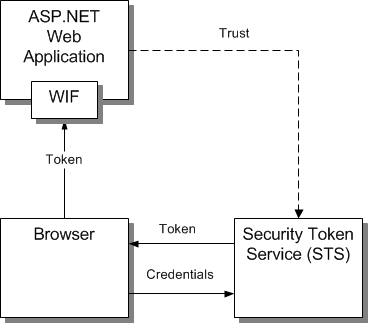 ASP.NET
Web
Application
WIF
Trust
Token
Browser
Token
Credentials
Security Token
Service (STS)